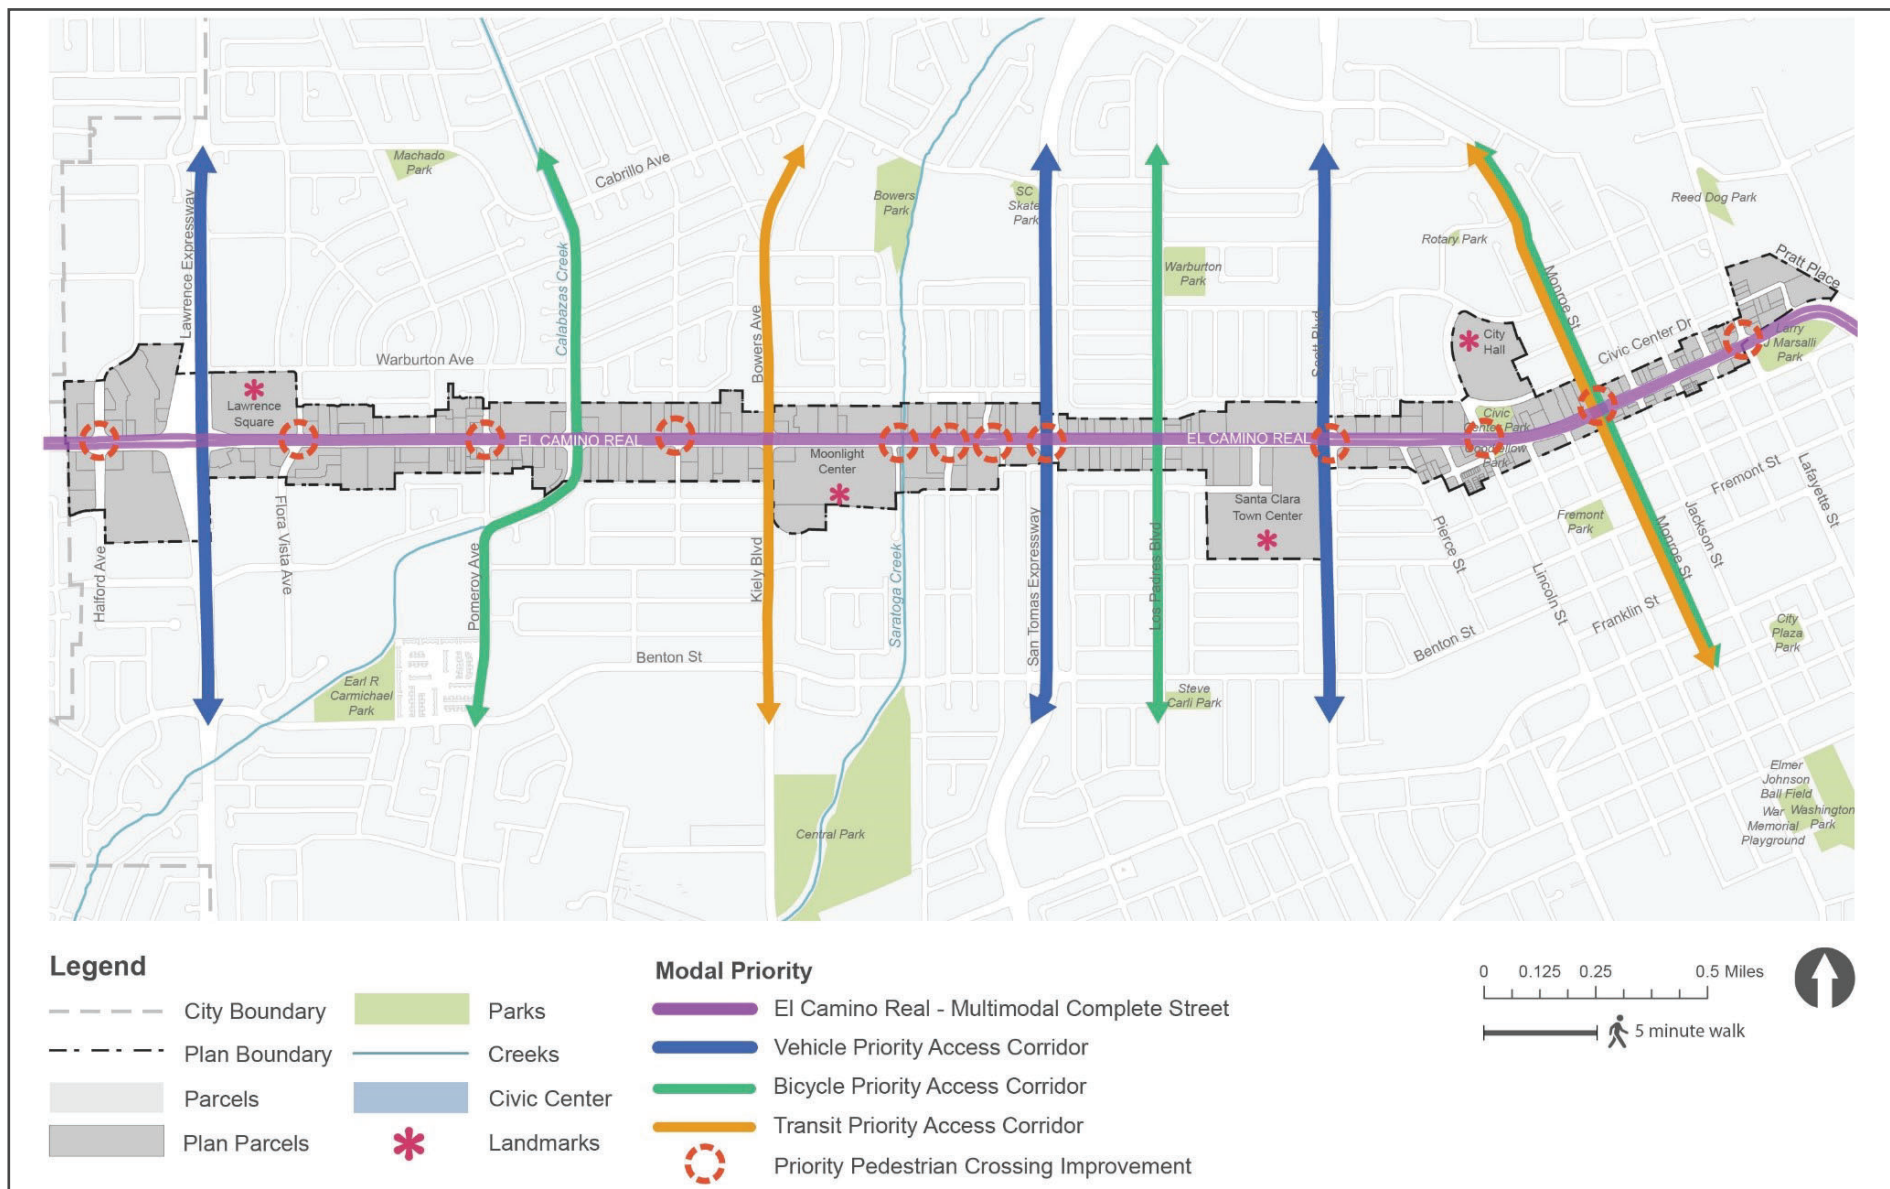 Machado
Park
Cabrillo Ave
Bowers
Park
SC
Skate
Park
Reed Dog Park
Rotary Park
Warburton
Park
Pratt Place
Lawrence Expressway
Calabazas Creek
Bowers Ave
Scott Blvd
Monroe St
Civic Center Dr
City
Hall
Larry
J Marsalli
Park
Warburton Ave
Lawrence
Square
EL CAMINO REAL
EL CAMINO REAL
Civic
Center Park
Goodfellow
Park
Moonlight
Center
Santa Clara
Town Center
Halford Ave
Flora Vista Ave
Pomeroy Ave
Kiely Blvd
Saratoga Creek
San Tomas Expressway
Los Padres Blvd
Pierce St
Lincoln St
Fremont
Park
Monroe St
Jackson St
Fremont St
Lafayette St
Franklin St
Benton St
Benton St
City
Plaza
Park
Earl R
Carmichael
Park
Steve
Carli Park
Central Park
Elmer
Johnson
Ball Field
War
Memorial
Playground
Washington
Park
Legend
City Boundary
Plan Boundary
Parcels
Plan Parcels
Parks
Creeks
Civic Center
Landmarks
Modal Priority
El Camino Real - Multimodal Complete Street
Vehicle Priority Access Corridor
Bicycle Priority Access Corridor
Transit Priority Access Corridor
Priority Pedestrian Crossing Improvement
0 0.125 0.25 0.5 Miles
5 minute walk